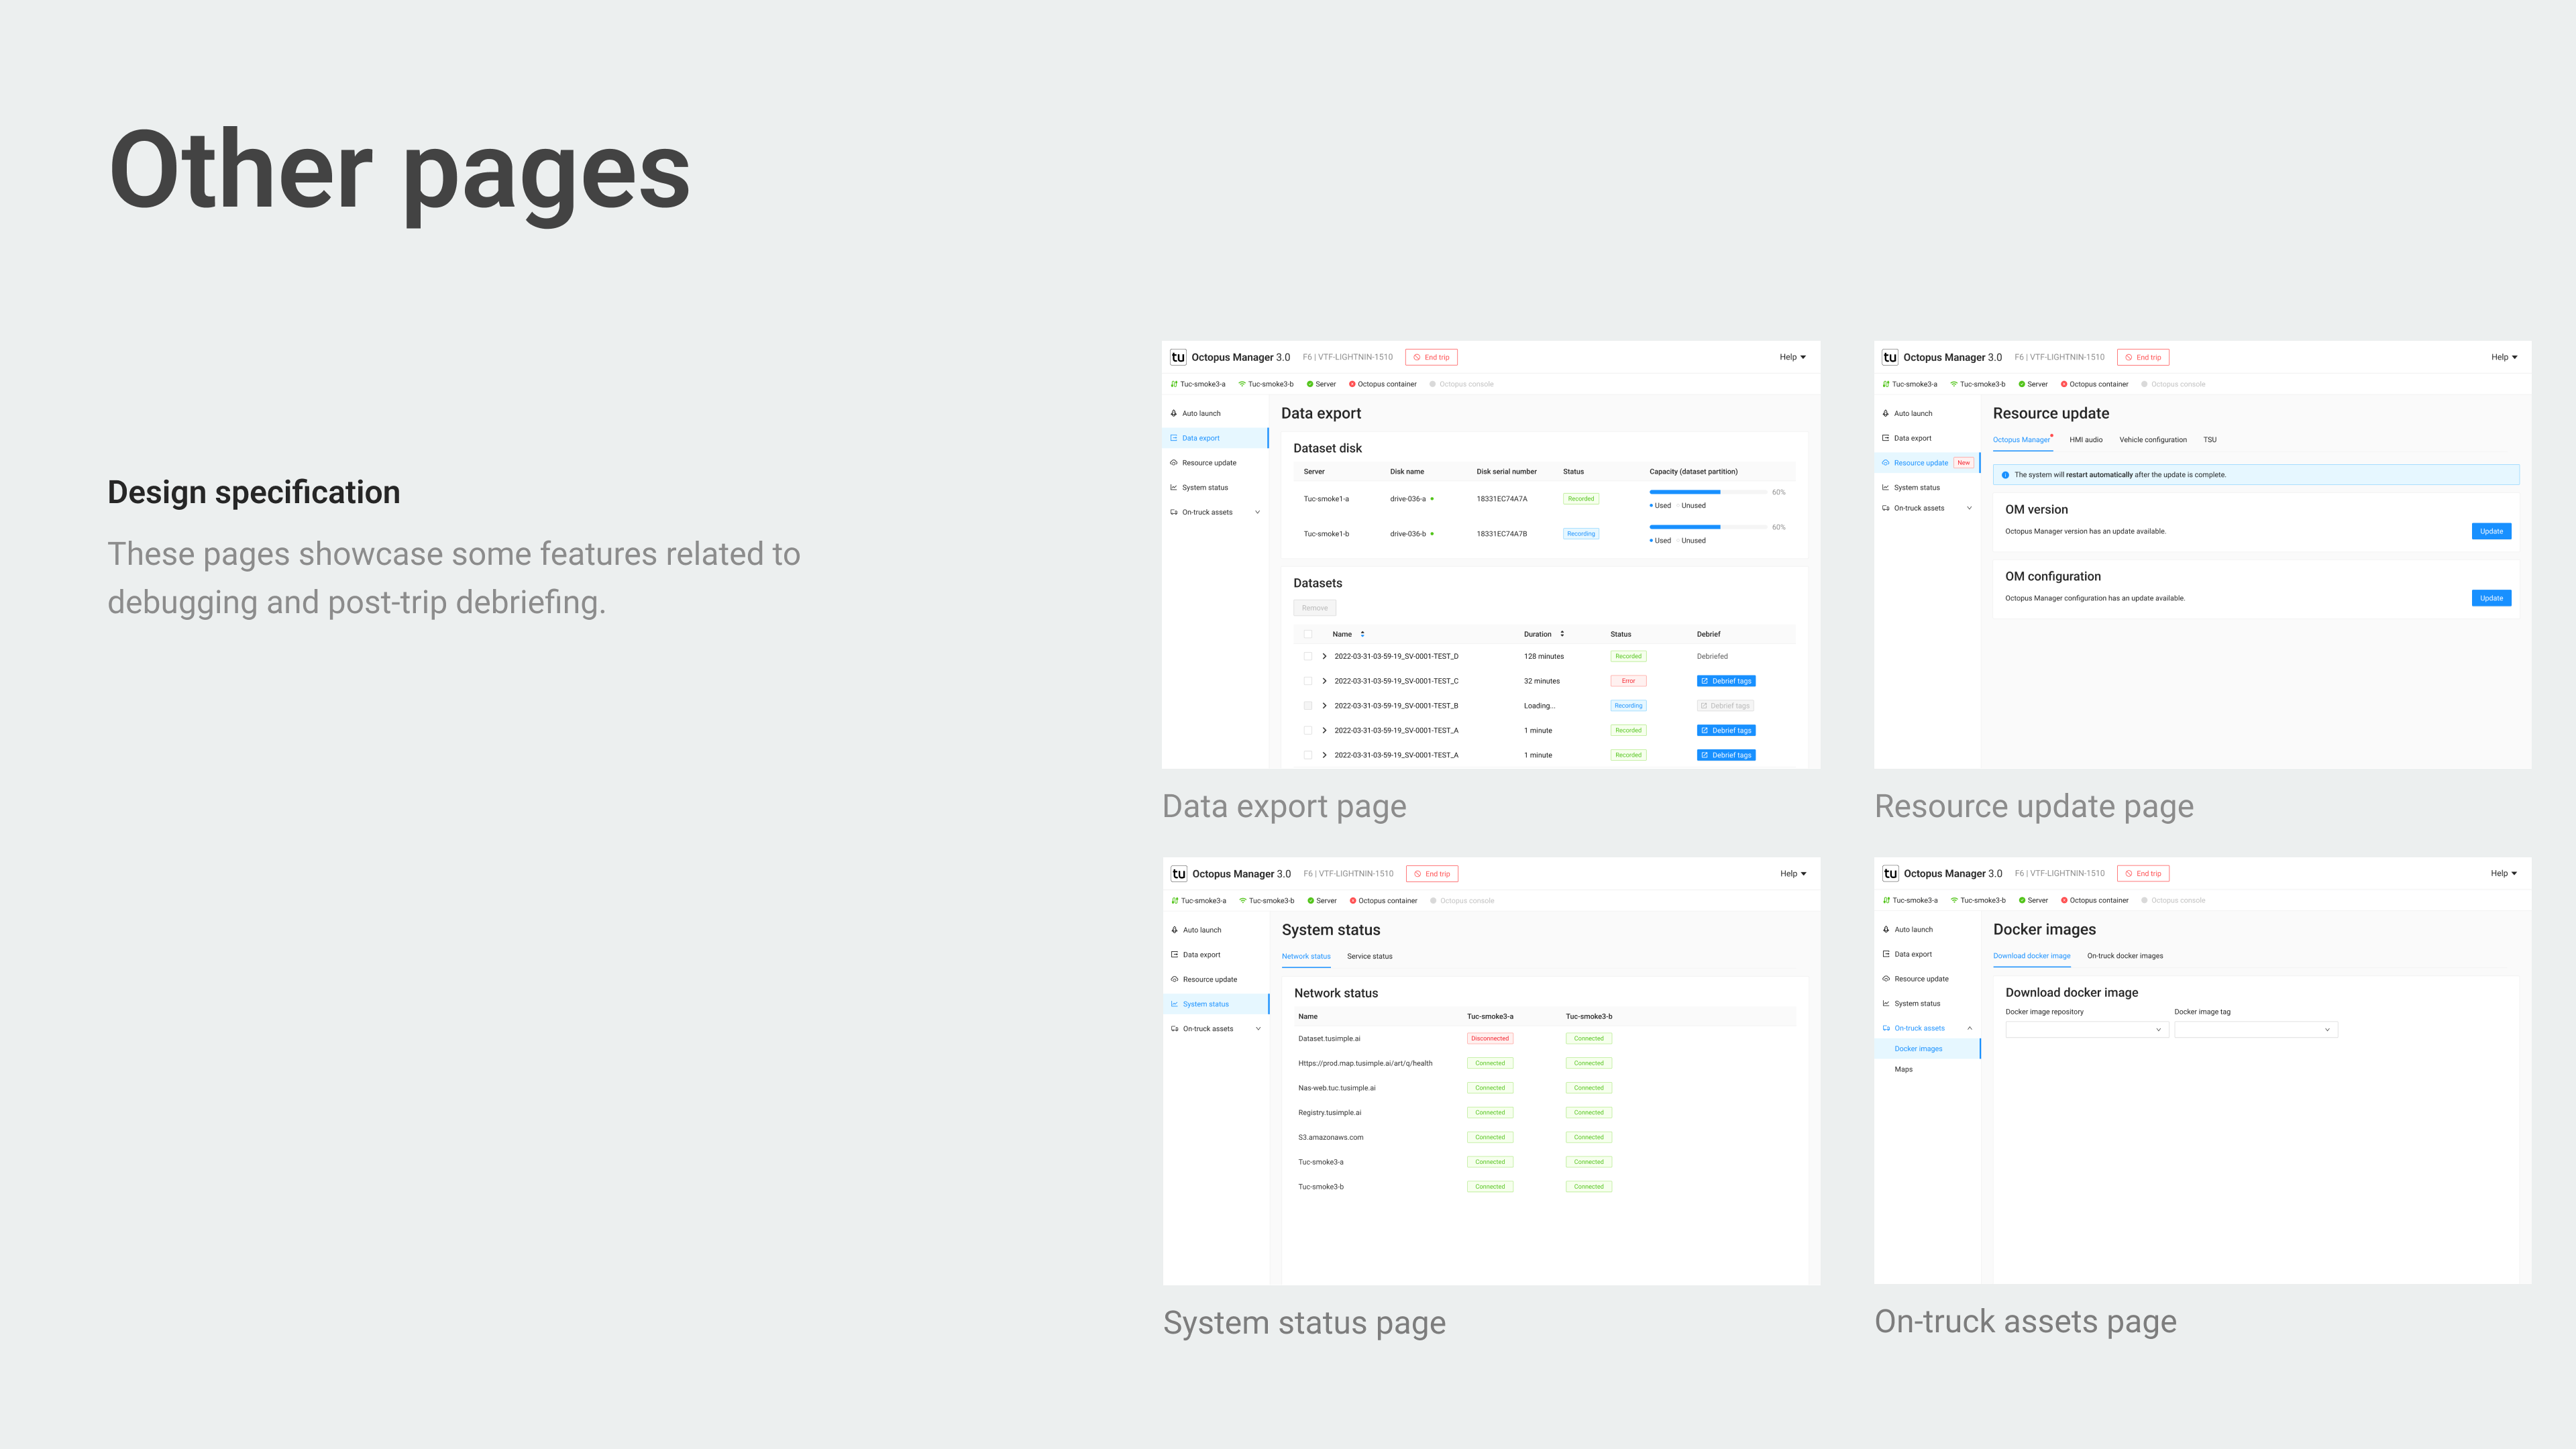 Other pages
Design specification
These pages showcase some features related to
debugging and post-trip debriefing.
tu Octopus Manager 3.0 F6 | VTF-LIGHTNIN-1510 End trip Help
Tuc-smoke3-a Tuc-smoke3-b Server Octopus container Octopus console
Auto launch
Data export
Resource update
System status
On-truck assets
Data export
Dataset disk
Server Disk name Disk serial number Status Capacity (dataset partition)
Tuc-smoke1-a drive-036-a 18331EC74A7A Recorded 60%
Used Unused
Tuc-smoke1-b drive-036-b 18331EC74A7B Recording 60%
Used Unused
Datasets
Remove
Name Duration Status Debrief
2022-03-31-03-59-19_SV-0001-TEST_D 128 minutes Recorded Debriefed
2022-03-31-03-59-19_SV-0001-TEST_C 32 minutes Error Debrief tags
2022-03-31-03-59-19_SV-0001-TEST_B Loading... Recording Debrief tags
2022-03-31-03-59-19_SV-0001-TEST_A 1 minute Recorded Debrief tags
2022-03-31-03-59-19_SV-0001-TEST_A 1 minute Recorded Debrief tags
Data export page
tu Octopus Manager 3.0 F6 | VTF-LIGHTNIN-1510 End trip Help
Tuc-smoke3-a Tuc-smoke3-b Server Octopus container Octopus console
Auto launch
Data export
Resource update New
System status
On-truck assets
Resource update
Octopus Manager HMI audio Vehicle configuration TSU
The system will restart automatically after the update is complete.
OM version
Octopus Manager version has an update available. Update
OM configuration
Octopus Manager configuration has an update available. Update
Resource update page
tu Octopus Manager 3.0 F6 | VTF-LIGHTNIN-1510 End trip Help
Tuc-smoke3-a Tuc-smoke3-b Server Octopus container Octopus console
Auto launch
Data export
Resource update
System status
On-truck assets
System status
Network status Service status
Network status
Name Tuc-smoke3-a Tuc-smoke3-b
Dataset.tusimple.ai Disconnected Connected
Https://prod.map.tusimple.ai/art/q/health Connected Connected
Nas-web.tuc.tusimple.ai Connected Connected
Registry.tusimple.ai Connected Connected
S3.amazonaws.com Connected Connected
Tuc-smoke3-a Connected Connected
Tuc-smoke3-b Connected Connected
System status page
tu Octopus Manager 3.0 F6 | VTF-LIGHTNIN-1510 End trip Help
Tuc-smoke3-a Tuc-smoke3-b Server Octopus container Octopus console
Auto launch
Data export
Resource update
System status
On-truck assets
Docker images
Maps
Docker images
Download docker image On-truck docker images
Download docker image
Docker image repository Docker image tag
On-truck assets page